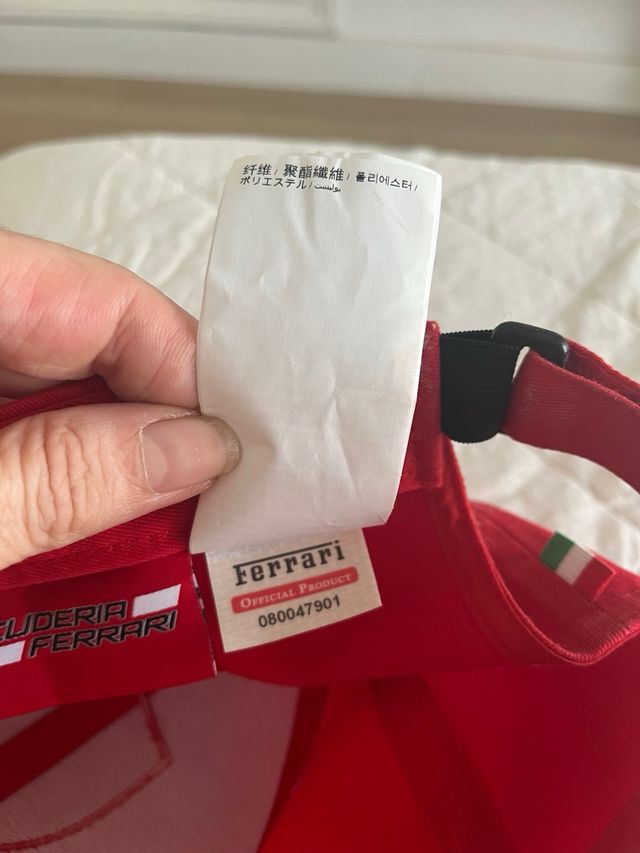 纤维/ 聚酯纖維/ 폴리에스터/
ポリエステル/ بوليست
Ferrari
OFFICIAL PRODUCT
080047901
CUDERIA
FERRARI